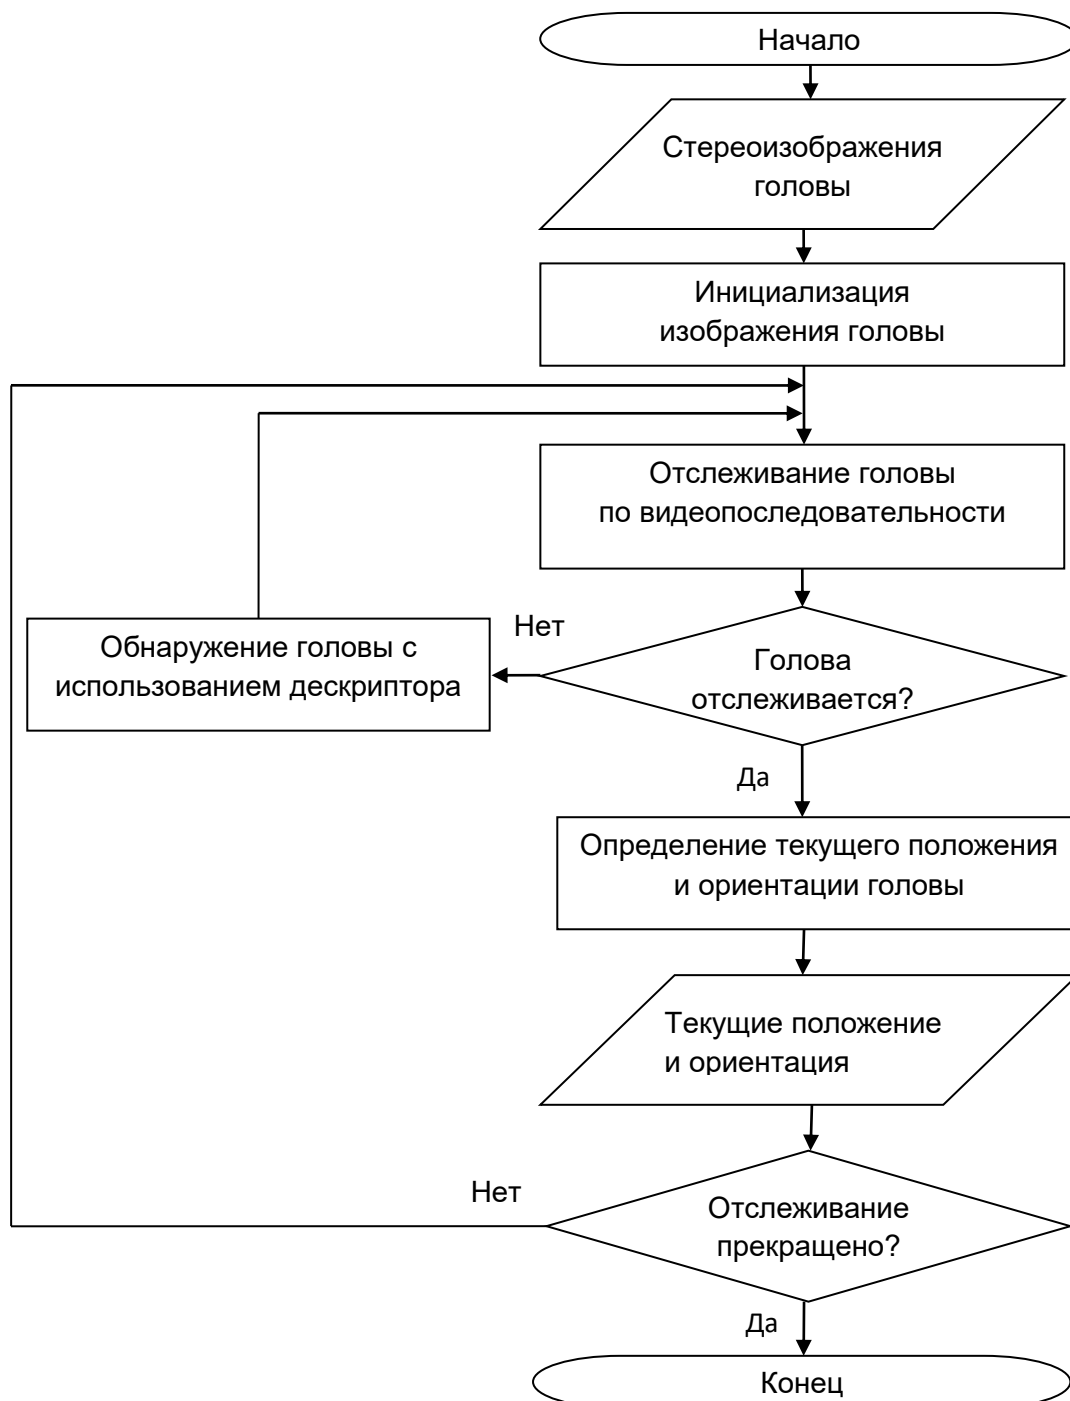 Начало
Стереоизображения
головы
Инициализация
изображения головы
Отслеживание головы
по видеопоследовательности
Нет
Обнаружение головы с
использованием дескриптора
Голова
отслеживается?
Да
Определение текущего положения
и ориентации головы
Текущие положение
и ориентация
Нет
Отслеживание
прекращено?
Да
Конец